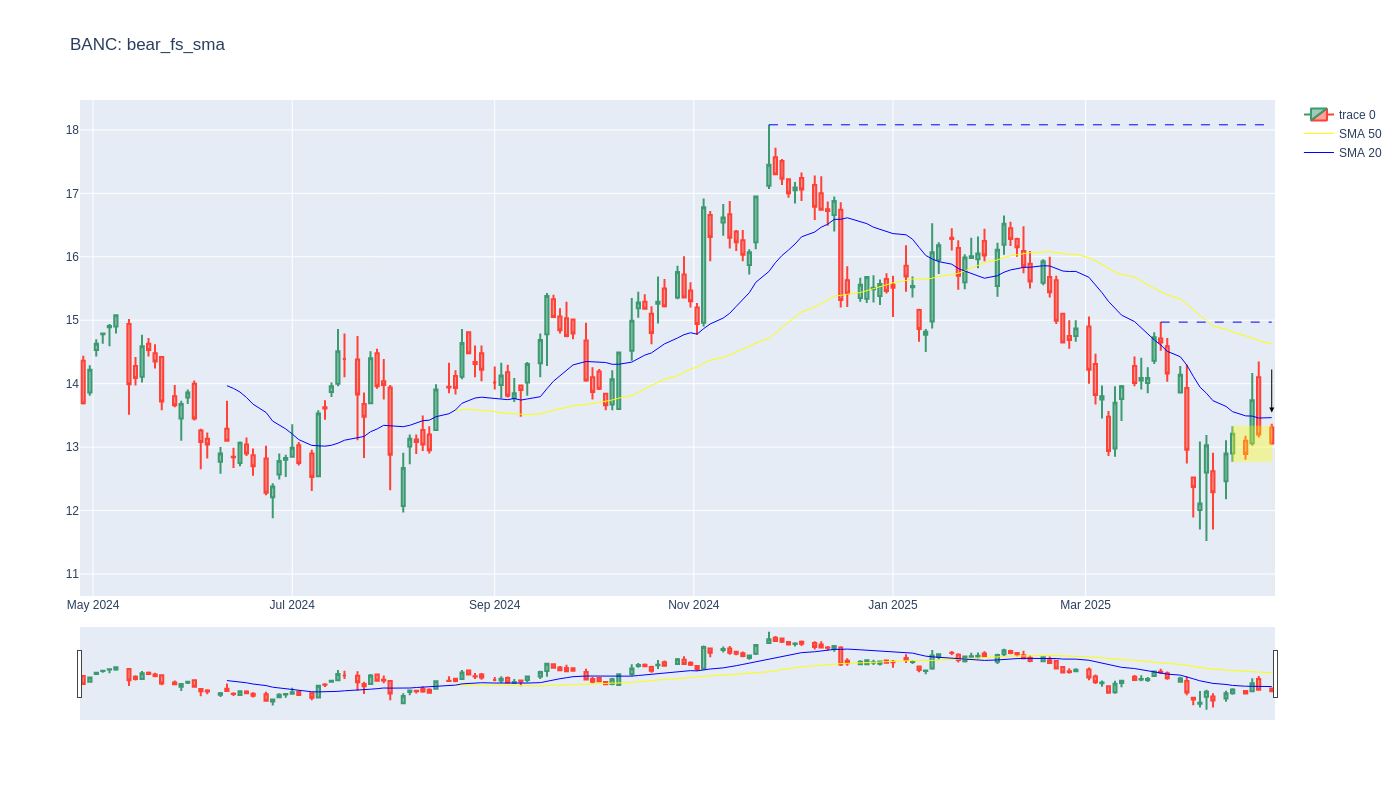 BANC: bear_fs_sma
trace 0
SMA 50
SMA 20
18
17
16
15
14
13
12
11
May 2024
Jul 2024
Sep 2024
Nov 2024
Jan 2025
Mar 2025